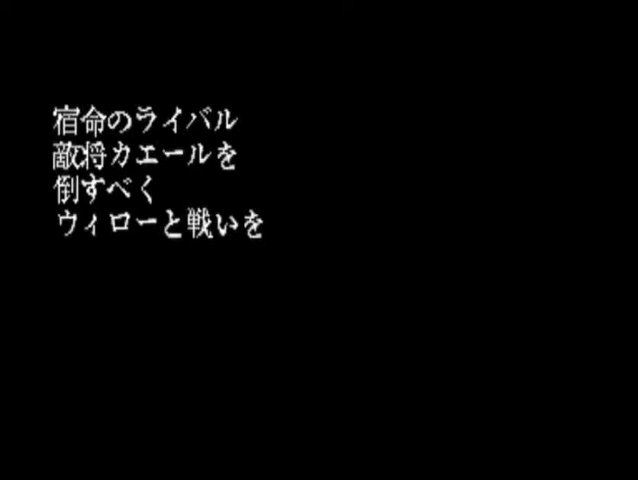 宿命のライバル
敵将カエールを
倒すべく
ウィローと戦いを